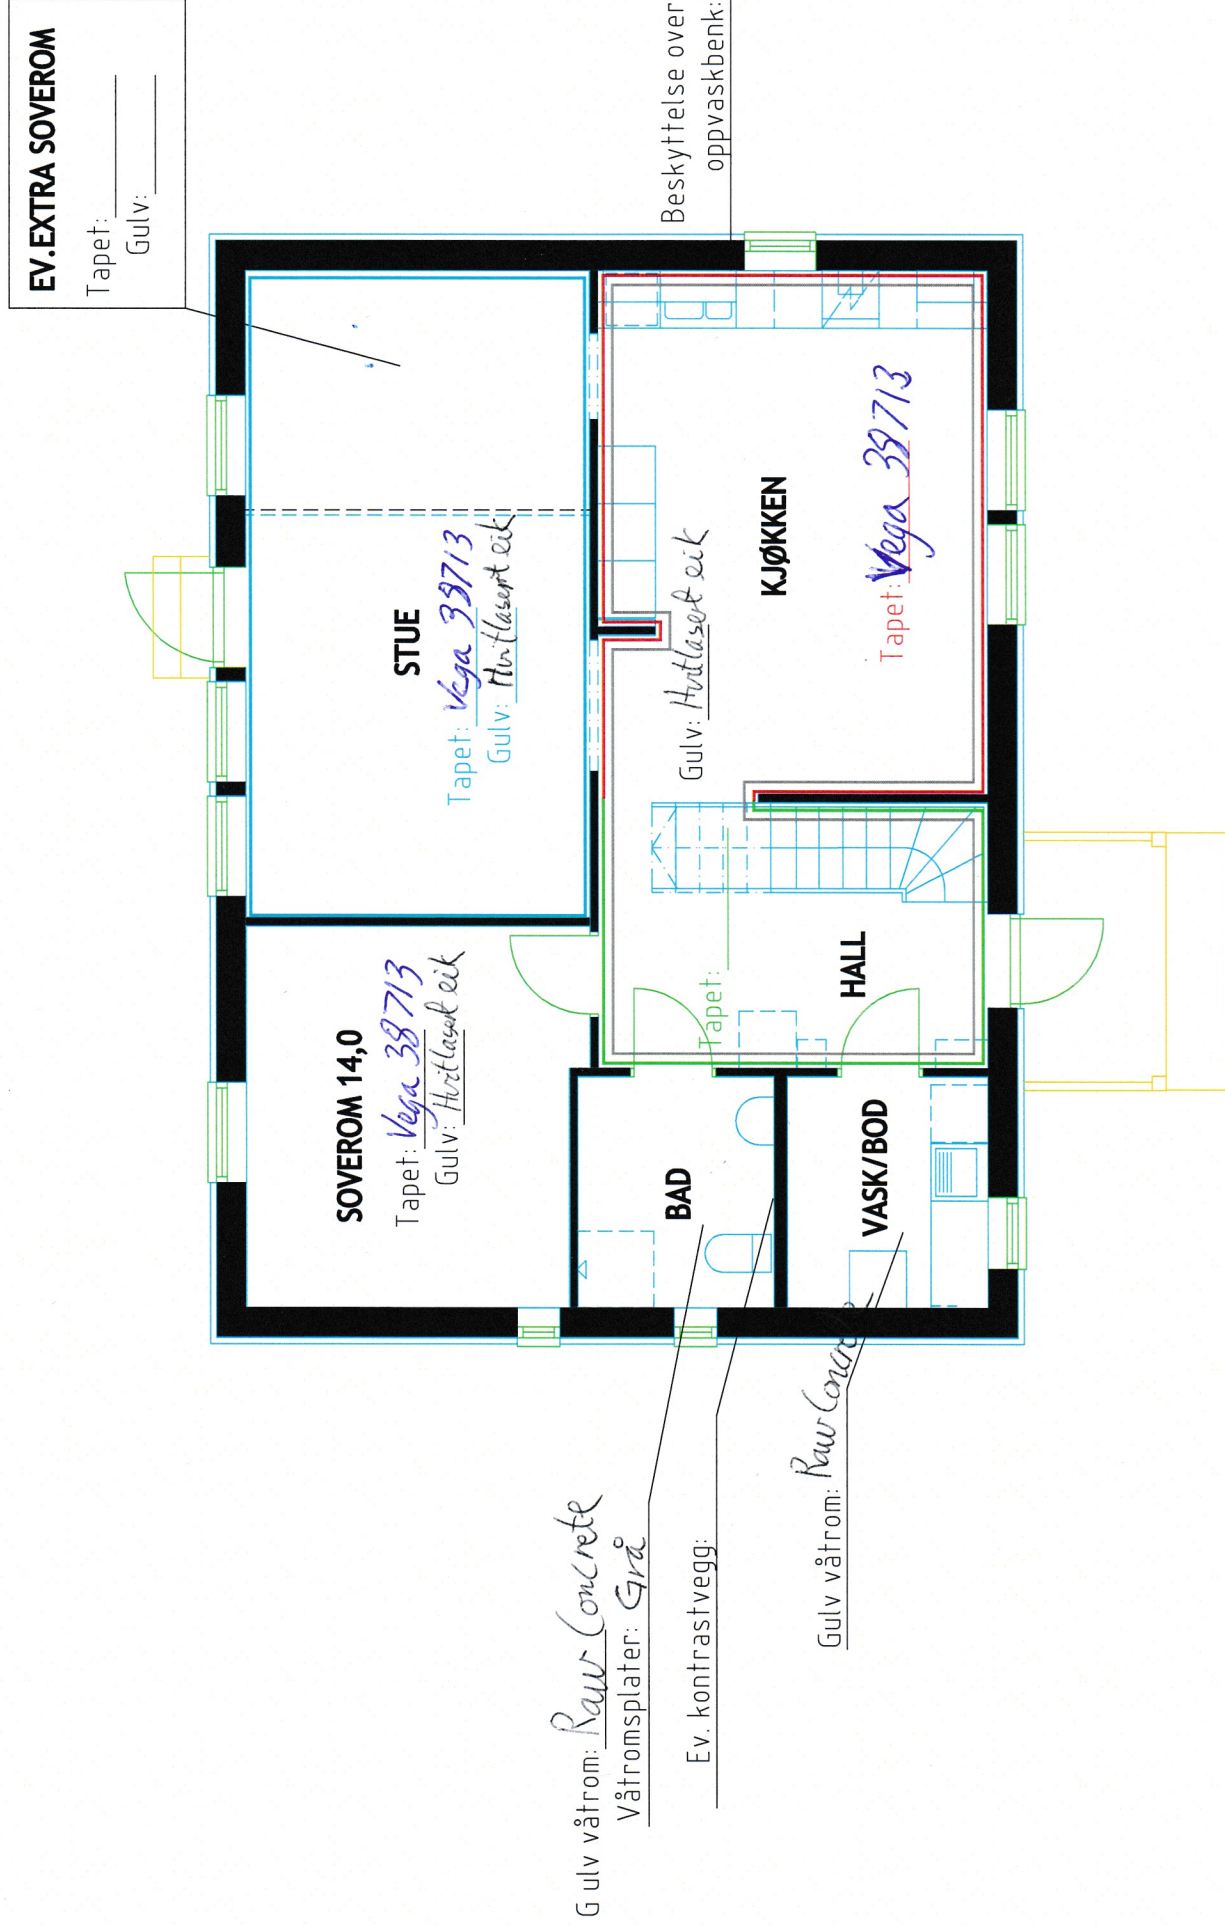 EV. EXTRA SOVEROM
Tapet:
Gulv:
SOVEROM 14,0
Tapet: Vega 38713
Gulv: Hvitlasert eik
STUE
Tapet: Vega 38713
Gulv: Hvitlasert eik
Gulv våtrom: Raw Concrete
Våtromsplater: Grå
Ev. kontrastvegg:
BAD
Tapet:
Gulv: Hvitlasert eik
Beskyttelse over
oppvaskbenk:
KJØKKEN
Tapet: Vega 38713
Gulv våtrom: Raw Concrete
VASK/BOD
HALL